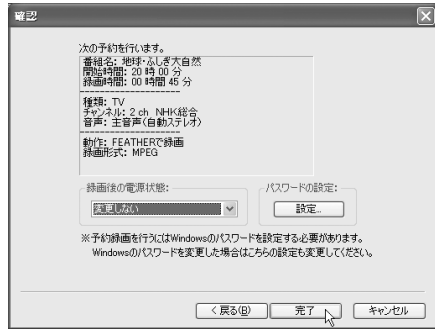 確認
次の予約を行います。
番組名: 地球・ふしぎ大自然
開始時間: 20 時 00 分
録画時間: 00 時間 45 分
--------------------
種類: TV
チャンネル: 2 ch NHK総合
音声: 主音声(自動ステレオ)
--------------------
動作: FEATHERで録画
録画形式: MPEG
録画後の電源状態:
変更しない
パスワードの設定:
設定...
※予約録画を行うにはWindowsのパスワードを設定する必要があります。
Windowsのパスワードを変更した場合はこちらの設定も変更してください。
< 戻る(B)
完了
キャンセル